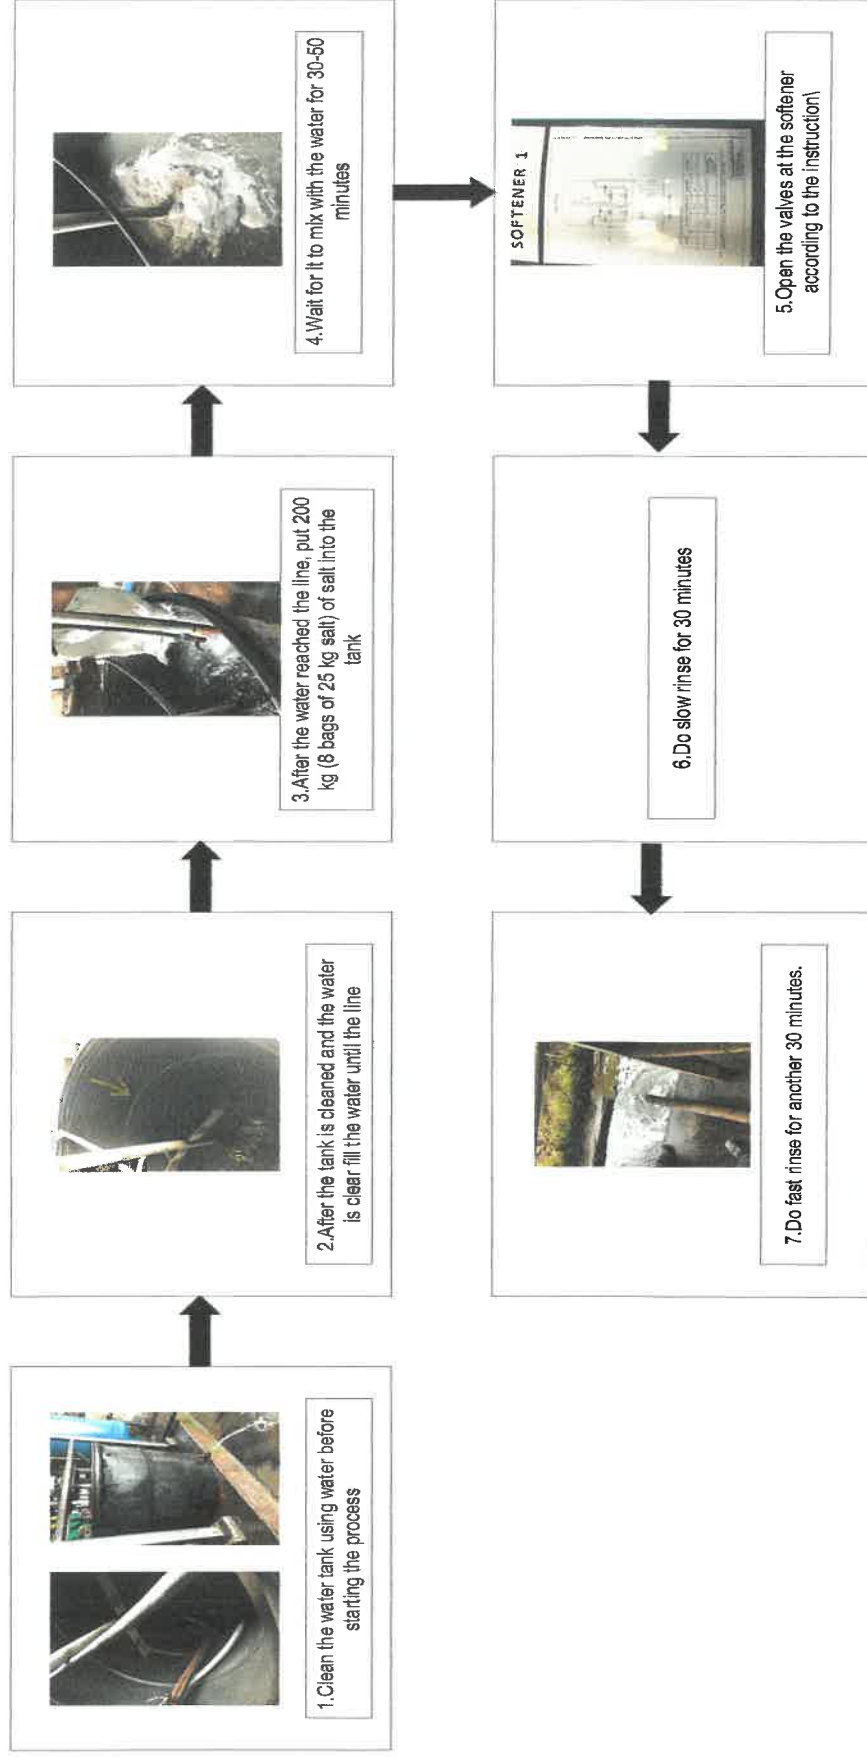 1.Clean the water tank using water before
starting the process
2.After the tank is cleaned and the water
is clear fill the water until the line
3.After the water reached the line, put 200
kg (8 bags of 25 kg salt) of salt into the
tank
4.Wait for it to mix with the water for 30-50
minutes
SOFTENER 1
5.Open the valves at the softener
according to the instruction\
6.Do slow rinse for 30 minutes
7.Do fast rinse for another 30 minutes.